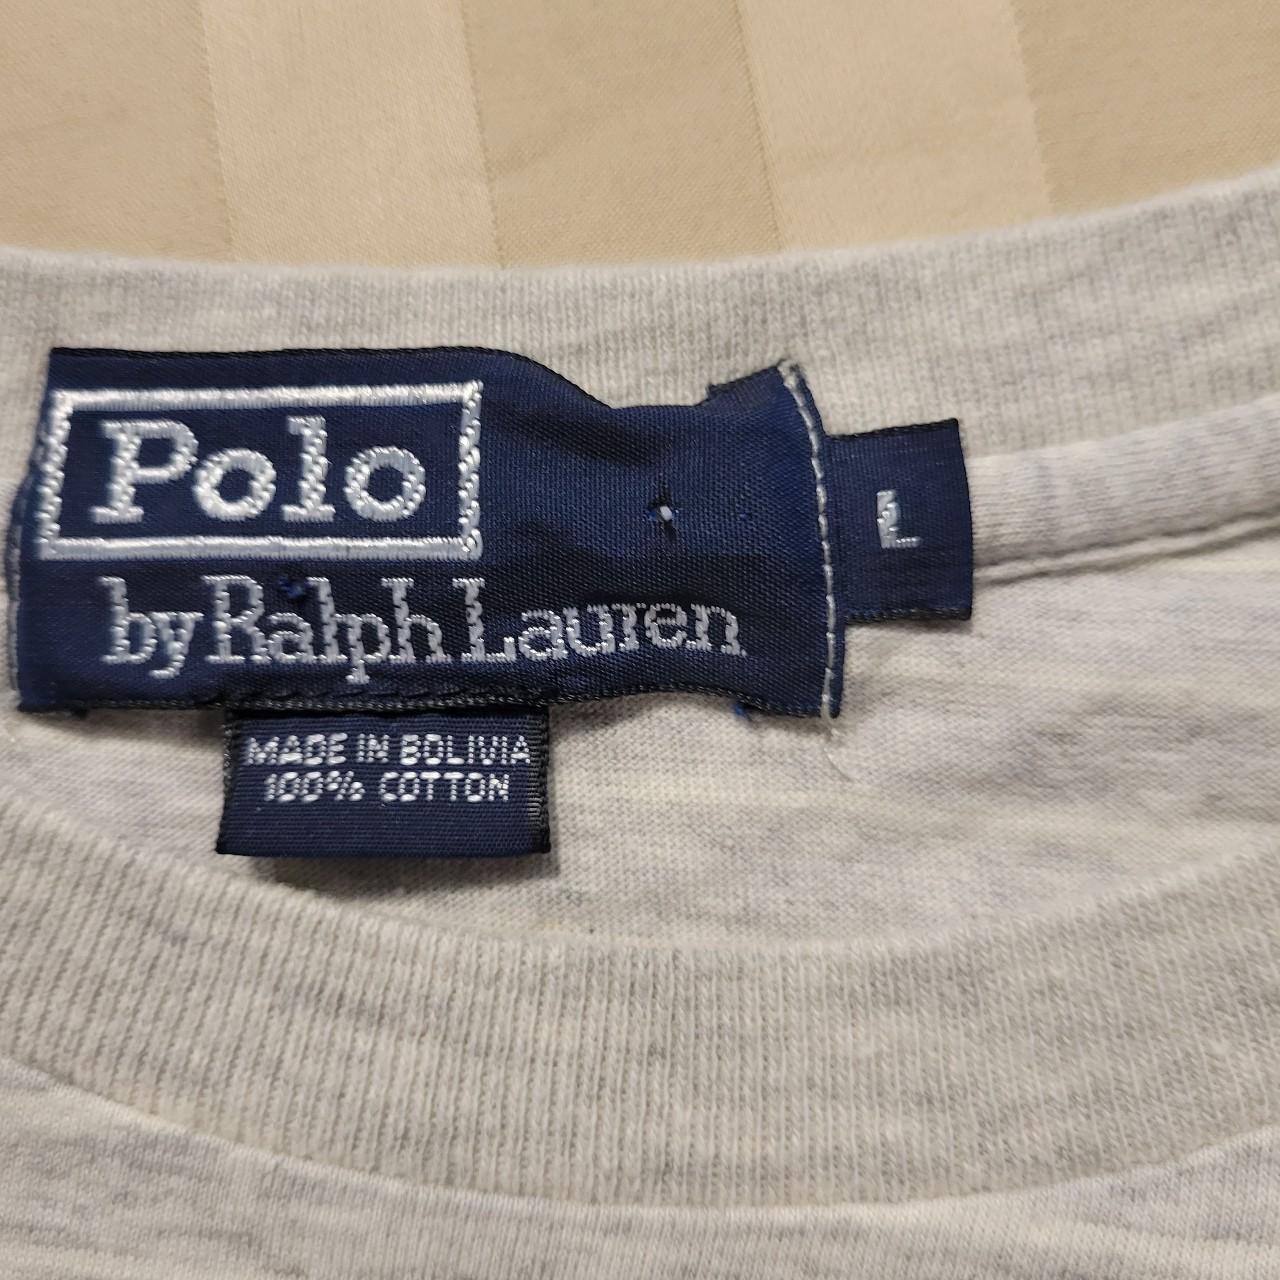 Polo
by Ralph Lauren
L
MADE IN BOLIVIA
100% COTTON